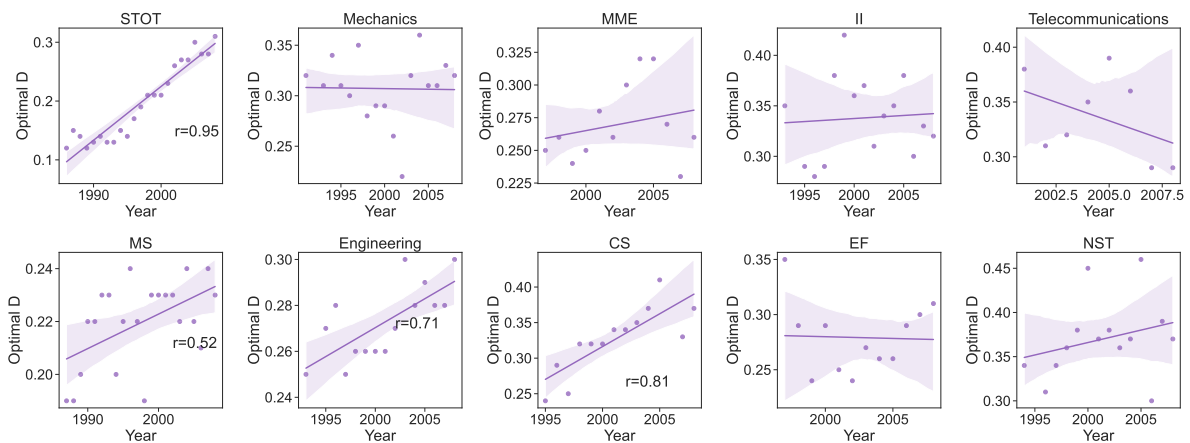 STOT
Optimal D
0.3
0.2
0.1
r=0.95
1990
2000
Year
Mechanics
Optimal D
0.35
0.30
0.25
1995
2000
2005
Year
MME
Optimal D
0.325
0.300
0.275
0.250
0.225
2000
2005
Year
II
Optimal D
0.40
0.35
0.30
1995
2000
2005
Year
Telecommunications
Optimal D
0.40
0.35
0.30
2002.5
2005.0
2007.5
Year
MS
Optimal D
0.24
0.22
0.20
r=0.52
1990
2000
Year
Engineering
Optimal D
0.30
0.28
0.26
0.24
r=0.71
1995
2000
2005
Year
CS
Optimal D
0.40
0.35
0.30
0.25
r=0.81
1995
2000
2005
Year
EF
Optimal D
0.35
0.30
0.25
2000
2005
Year
NST
Optimal D
0.45
0.40
0.35
0.30
1995
2000
2005
Year